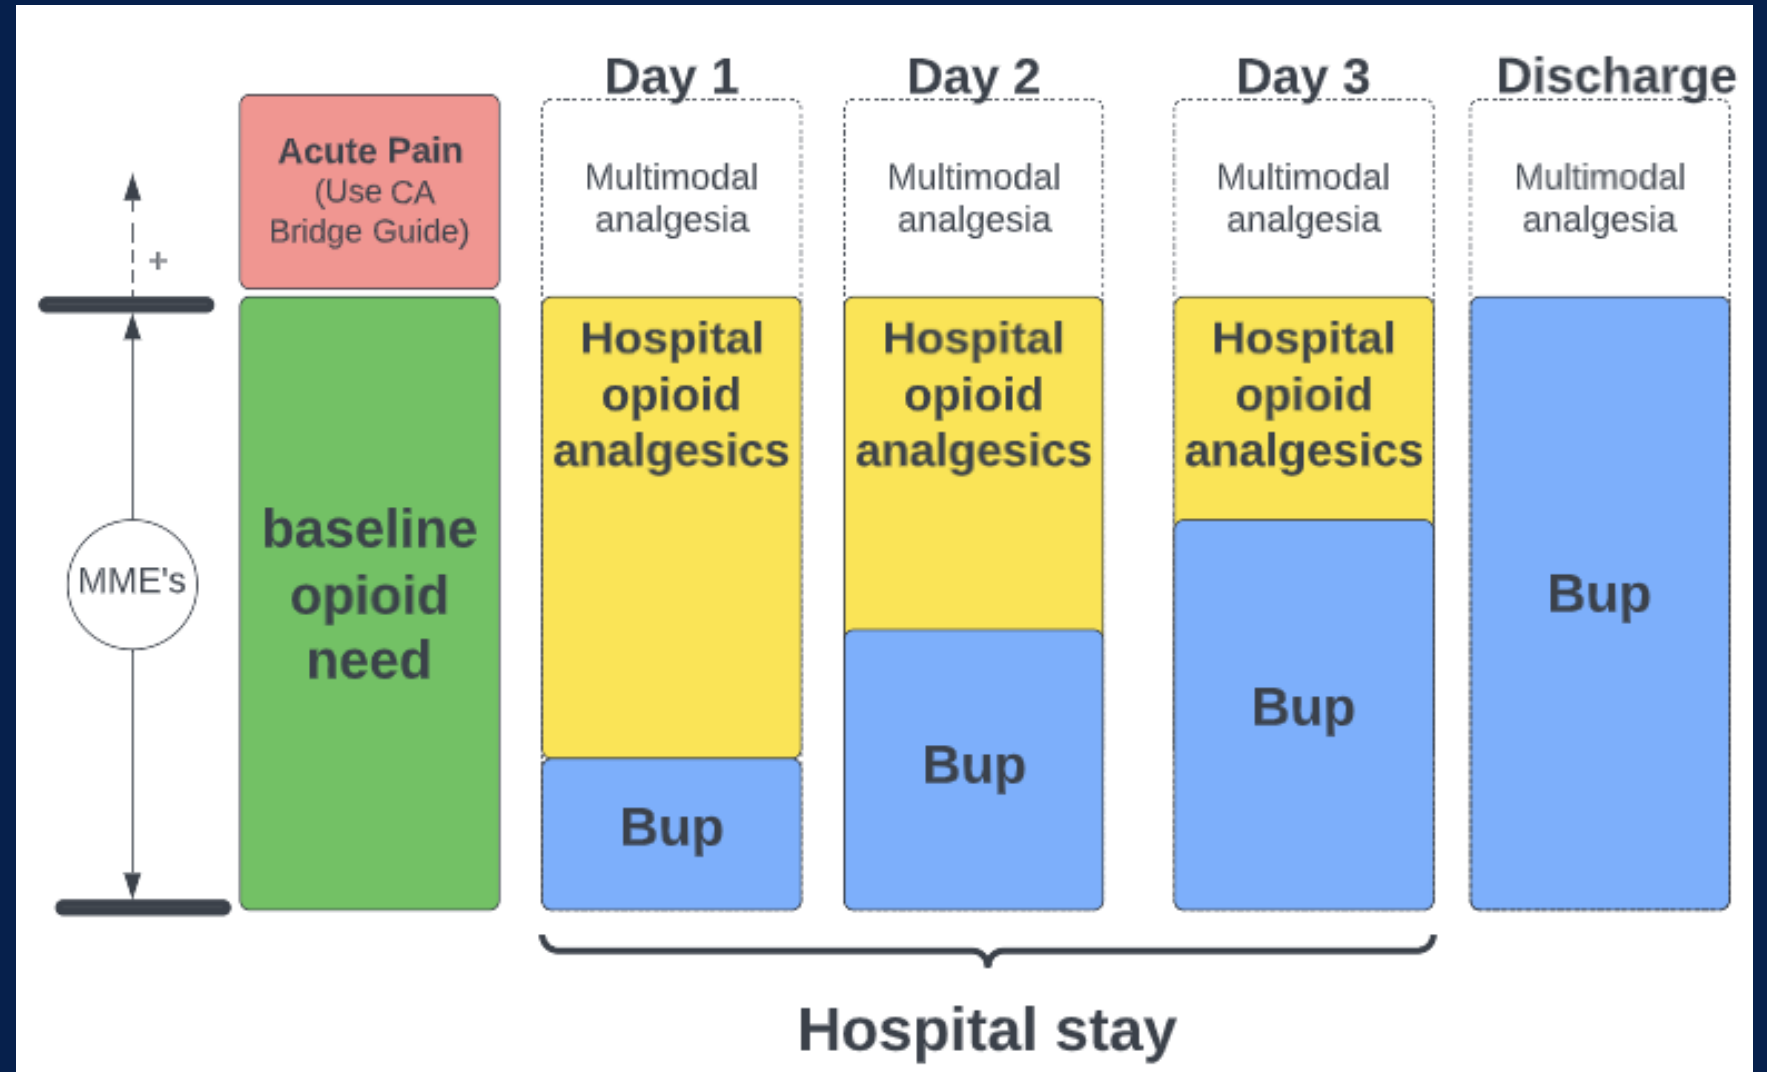 Day 1
Day 2
Day 3
Discharge
Acute Pain
(Use CA
Bridge Guide)
Multimodal
analgesia
Multimodal
analgesia
Multimodal
analgesia
Multimodal
analgesia
+
MME's
baseline
opioid
need
Hospital
opioid
analgesics
Bup
Hospital
opioid
analgesics
Bup
Hospital
opioid
analgesics
Bup
Bup
Hospital stay